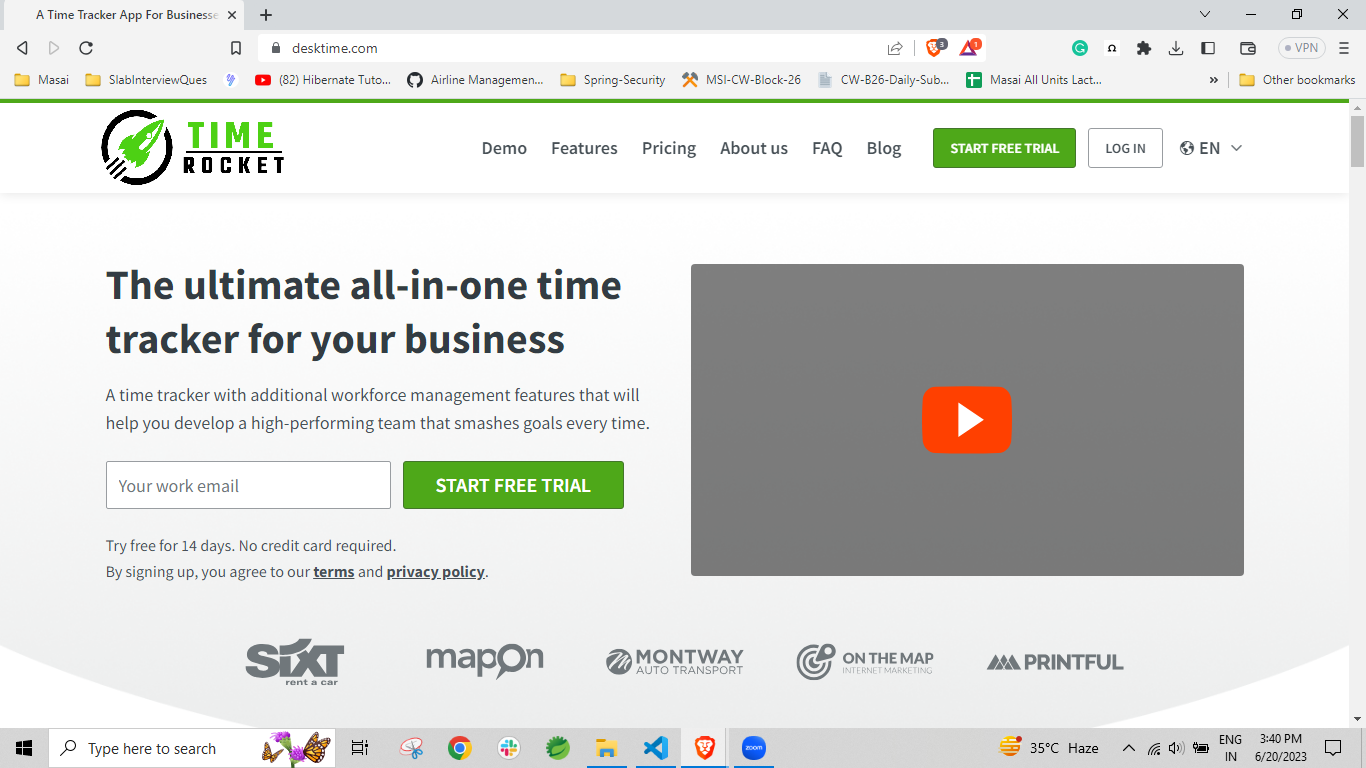 A Time Tracker App For Businesse
desktime.com
3
1
VPN
Masai
SlabInterviewQues
(82) Hibernate Tuto...
Airline Managemen...
Spring-Security
MSI-CW-Block-26
CW-B26-Daily-Sub...
Masai All Units Lact...
»
Other bookmarks
TIME
ROCKET
Demo
Features
Pricing
About us
FAQ
Blog
START FREE TRIAL
LOG IN
EN
The ultimate all-in-one time
tracker for your business
A time tracker with additional workforce management features that will
help you develop a high-performing team that smashes goals every time.
Your work email
START FREE TRIAL
Try free for 14 days. No credit card required.
By signing up, you agree to our terms and privacy policy.
SIXT
rent a car
mapon
MONTWAY
AUTO TRANSPORT
ON THE MAP
INTERNET MARKETING
PRINTFUL
Type here to search
zoom
35°C Haze
ENG
IN
3:40 PM
6/20/2023